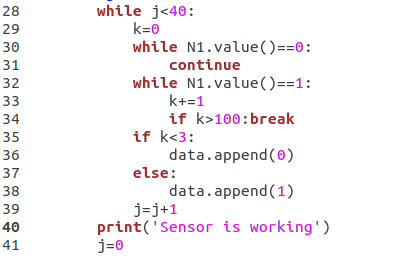 28 while j<40:
29 k=0
30 while N1.value()==0:
31 continue
32 while N1.value()==1:
33 k+=1
34 if k>100:break
35 if k<3:
36 data.append(0)
37 else:
38 data.append(1)
39 j=j+1
40 print('Sensor is working')
41 j=0